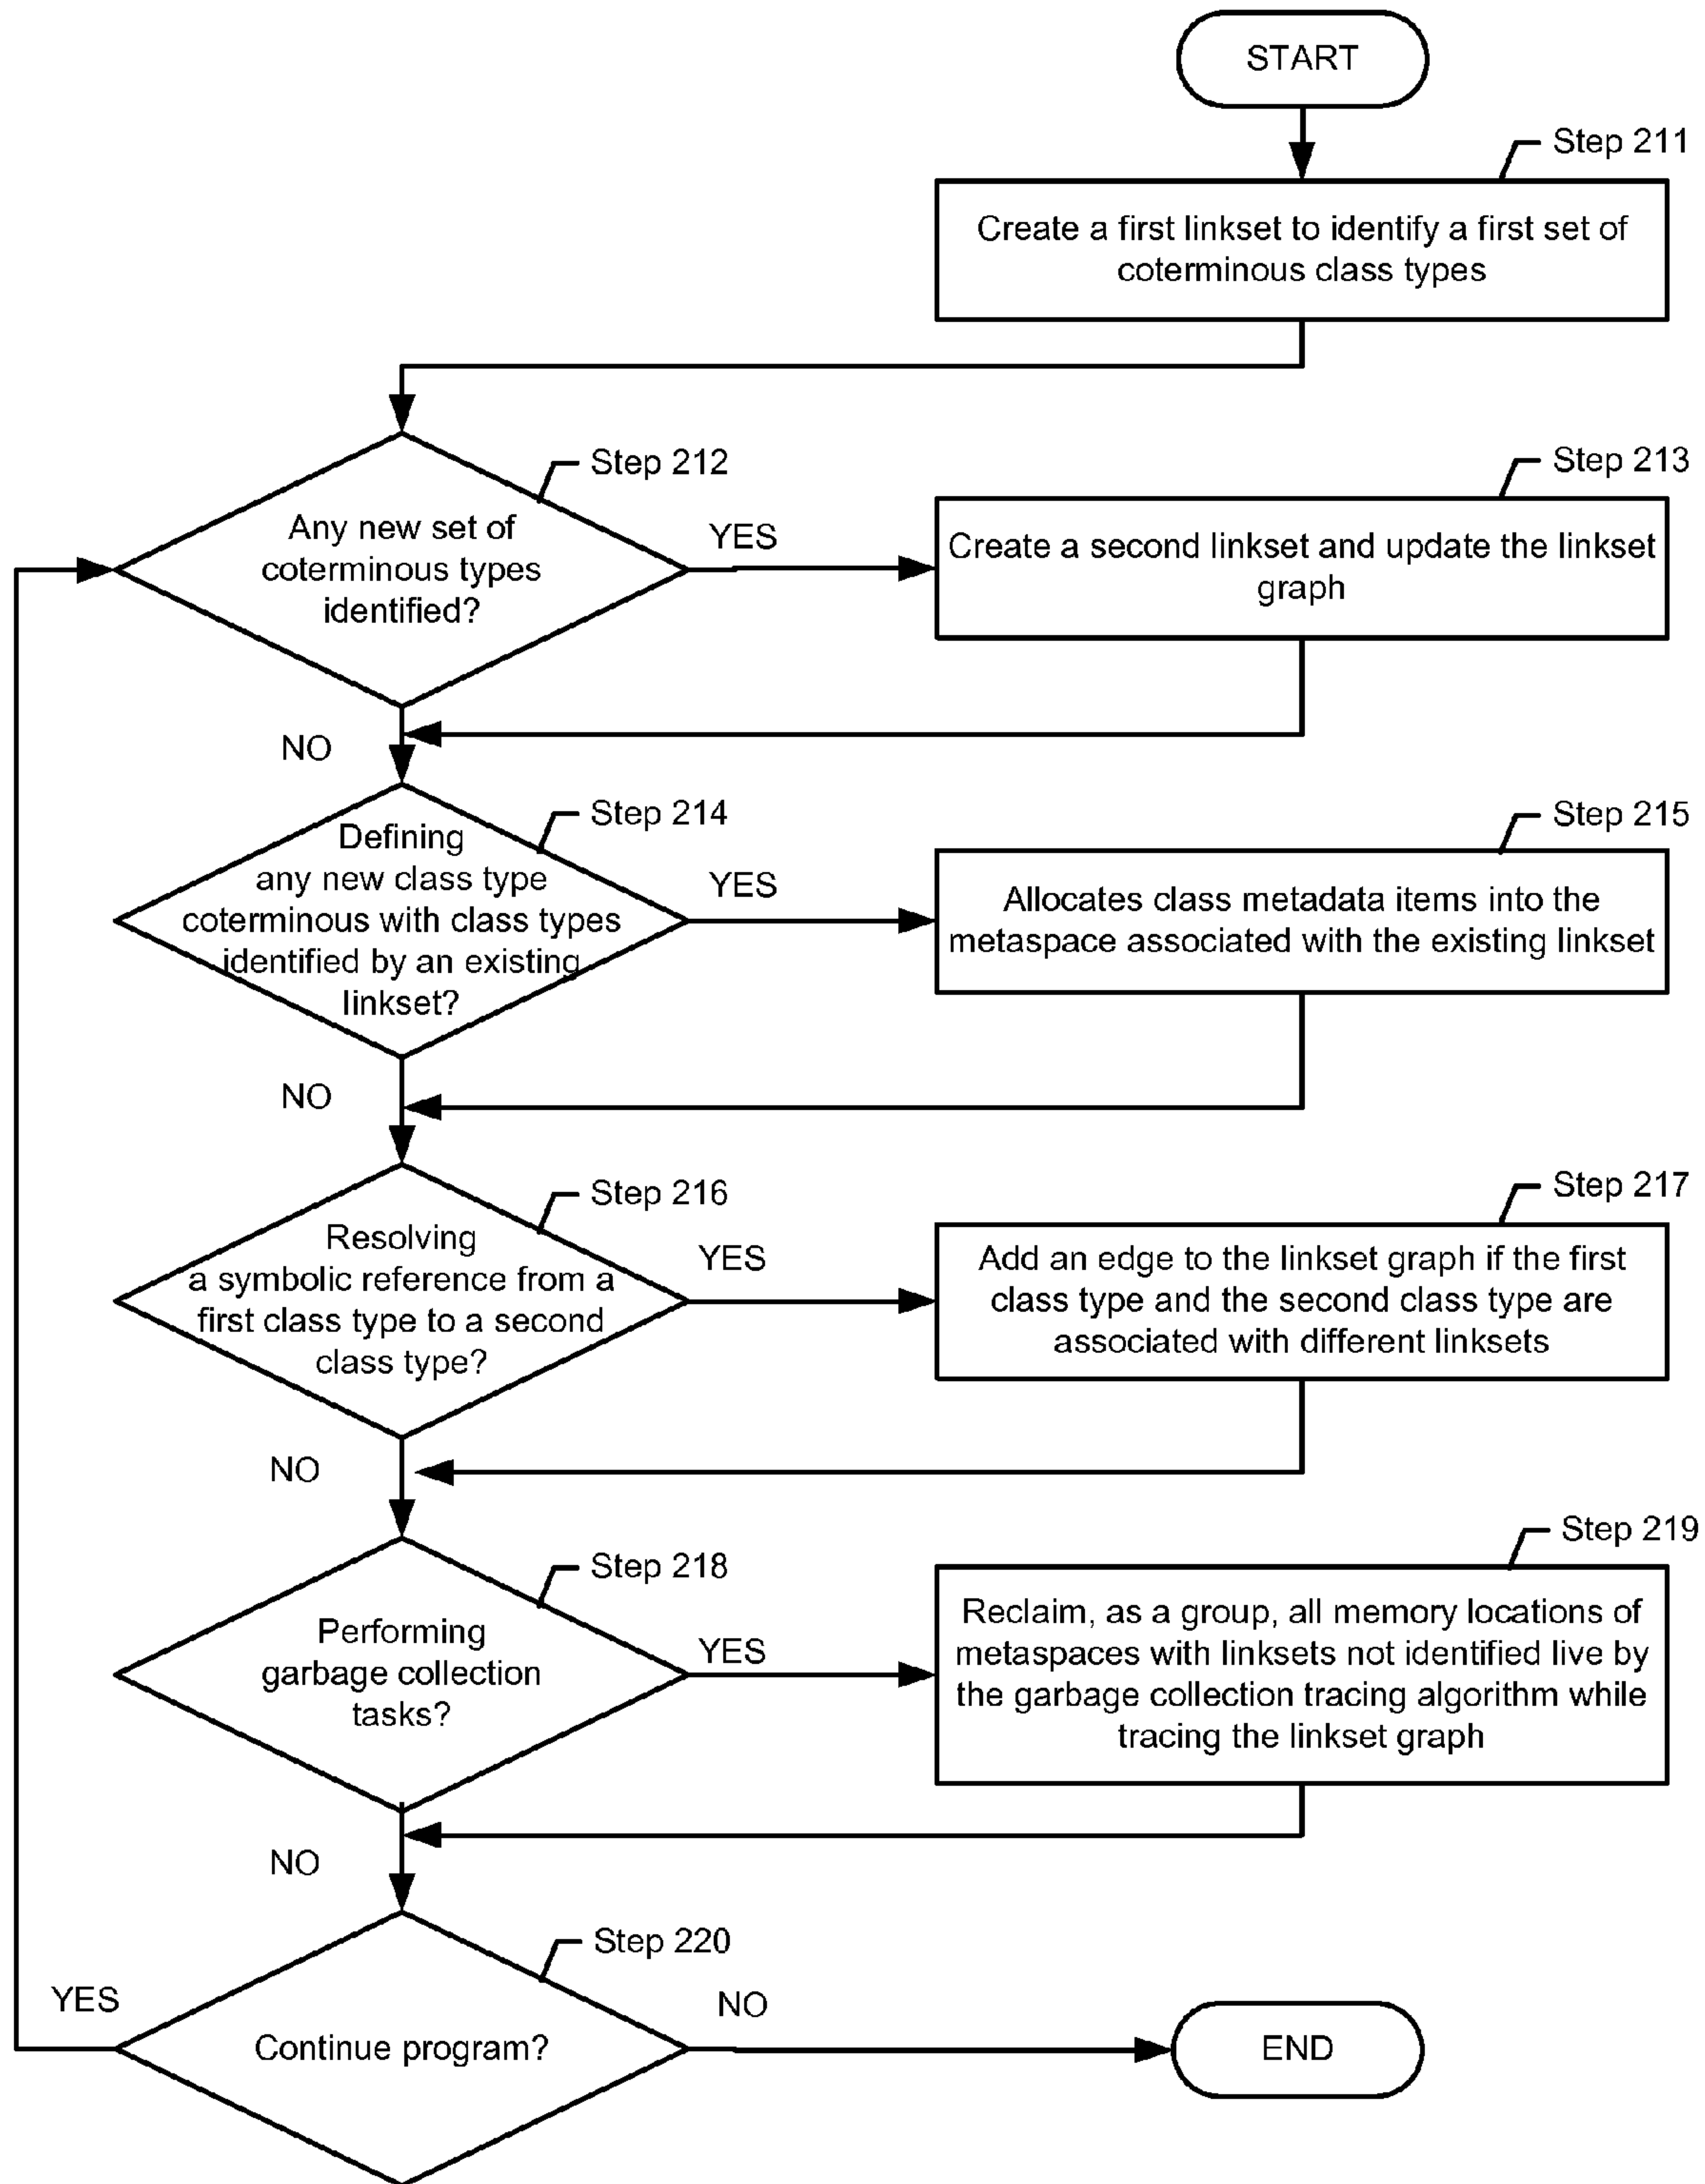 START
Step 211
Create a first linkset to identify a first set of
coterminous class types
Step 212
Any new set of
coterminous types
identified?
YES
Step 213
Create a second linkset and update the linkset
graph
NO
Step 214
Defining
any new class type
coterminous with class types
identified by an existing
linkset?
YES
Step 215
Allocates class metadata items into the
metaspace associated with the existing linkset
NO
Step 216
Resolving
a symbolic reference from a
first class type to a second
class type?
YES
Step 217
Add an edge to the linkset graph if the first
class type and the second class type are
associated with different linksets
NO
Step 218
Performing
garbage collection
tasks?
YES
Step 219
Reclaim, as a group, all memory locations of
metaspaces with linksets not identified live by
the garbage collection tracing algorithm while
tracing the linkset graph
NO
Step 220
YES
Continue program?
NO
END